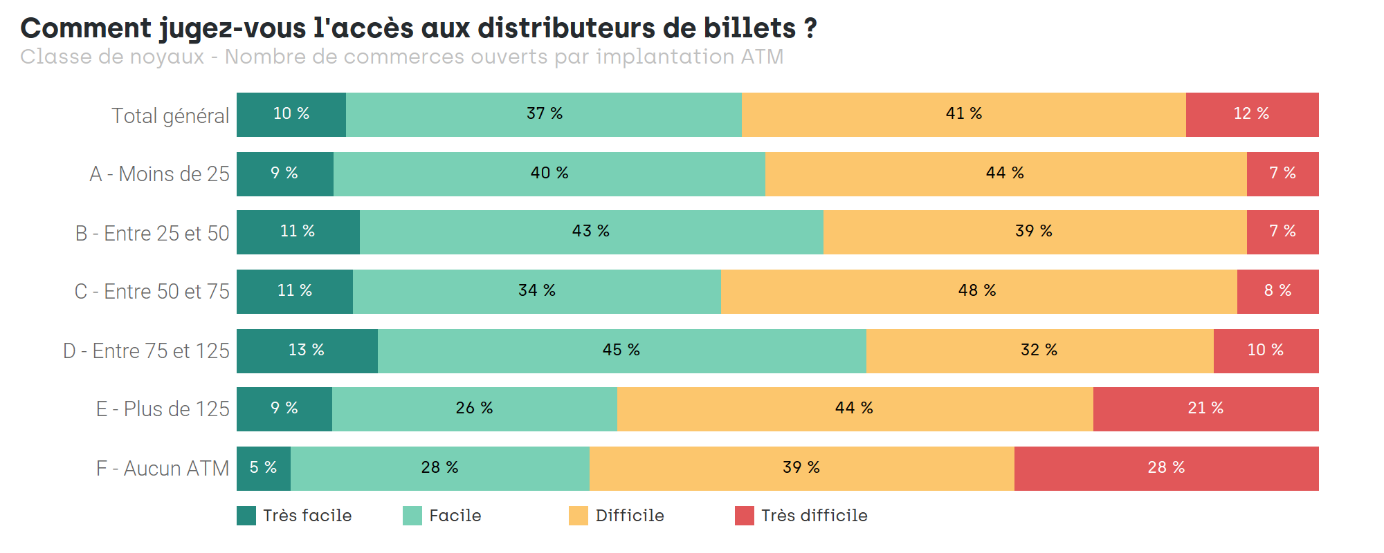 Comment jugez-vous l'accès aux distributeurs de billets ?
Classe de noyaux - Nombre de commerces ouverts par implantation ATM
Total général 10 % 37 % 41 % 12 %
A - Moins de 25 9 % 40 % 44 % 7 %
B - Entre 25 et 50 11 % 43 % 39 % 7 %
C - Entre 50 et 75 11 % 34 % 48 % 8 %
D - Entre 75 et 125 13 % 45 % 32 % 10 %
E - Plus de 125 9 % 26 % 44 % 21 %
F - Aucun ATM 5 % 28 % 39 % 28 %
Très facile Facile Difficile Très difficile